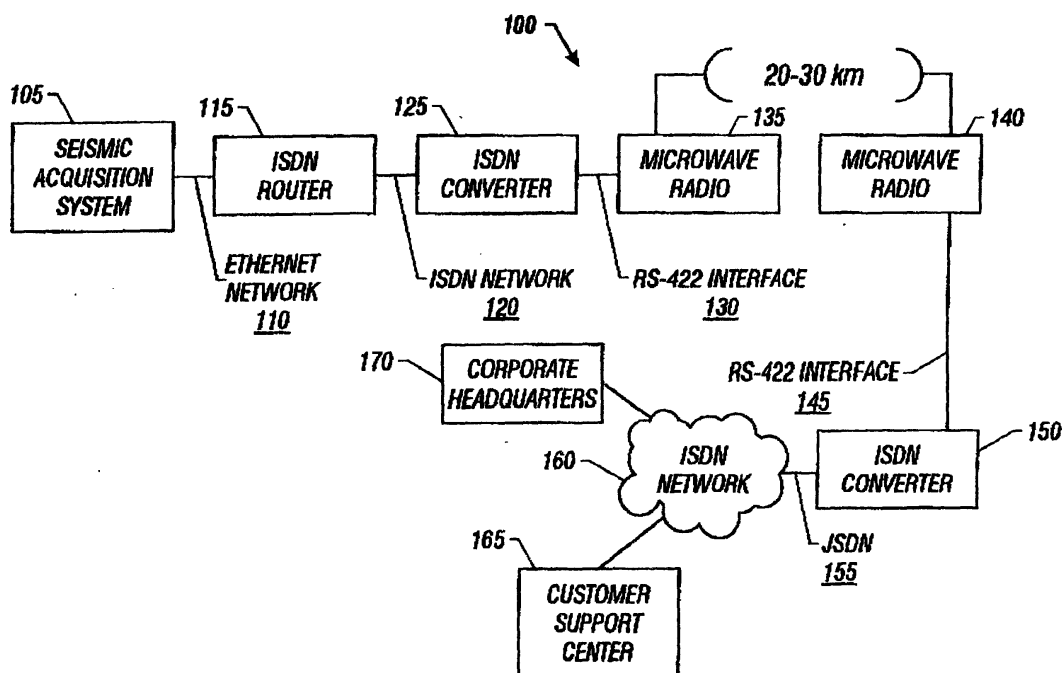 100
20-30 km
105
115
125
135
140
SEISMIC
ACQUISITION
SYSTEM
ISDN
ROUTER
ISDN
CONVERTER
MICROWAVE
RADIO
MICROWAVE
RADIO
ETHERNET
NETWORK
110
ISDN NETWORK
120
RS-422 INTERFACE
130
170
CORPORATE
HEADQUARTERS
RS-422 INTERFACE
145
160
ISDN
NETWORK
150
ISDN
CONVERTER
JSDN
155
165
CUSTOMER
SUPPORT
CENTER